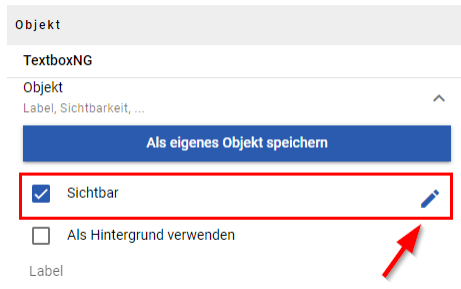 Objekt
TextboxNG
Objekt
Label, Sichtbarkeit, ...
Als eigenes Objekt speichern
Sichtbar
Als Hintergrund verwenden
Label